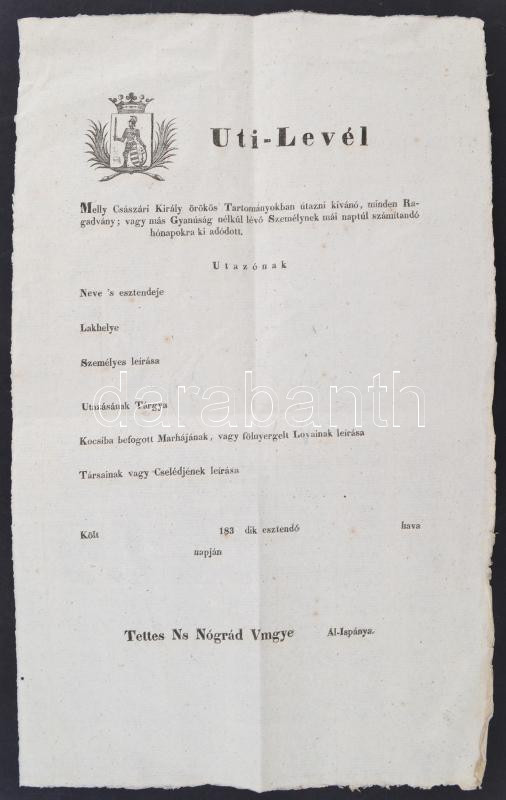 Uti-Levél
Melly Császári Király örökös Tartományokban útazni kívánó, minden Ra-
gadvány; vagy más Gyanúság nélkûl lévő Személynek mái naptúl számítandó
hónapokra ki adódott.
Utazónak
Neve 's esztendeje
Lakhelye
Személyes leírása
darabanth
Utazásának Tárgya
Kocsiba befogott Marhájának, vagy fölnyergelt Lovainak leírása
Társainak vagy Cselédjének leírása
Költ 183 dik esztendő hava
napján
Tettes Ns Nógrád Vmgye Al-Ispánya.